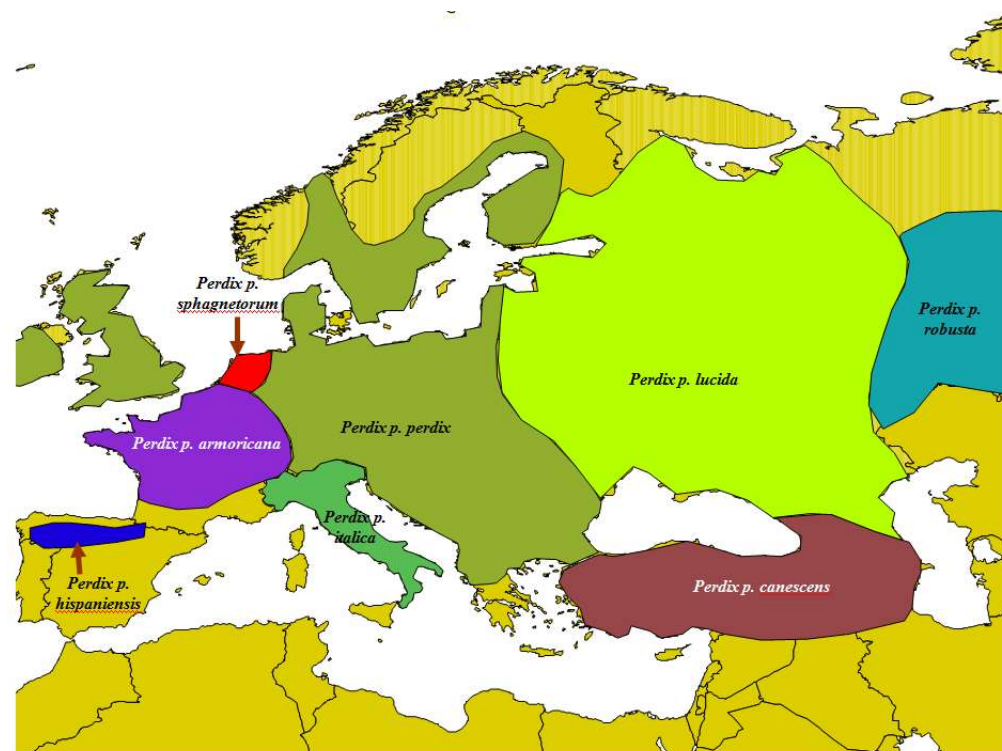 Perdix p.
sphagnetorum
Perdix p.
robusta
Perdix p. lucida
Perdix p. perdix
Perdix p. armoricana
Perdix p.
italica
Perdix p.
hispaniensis
Perdix p. canescens